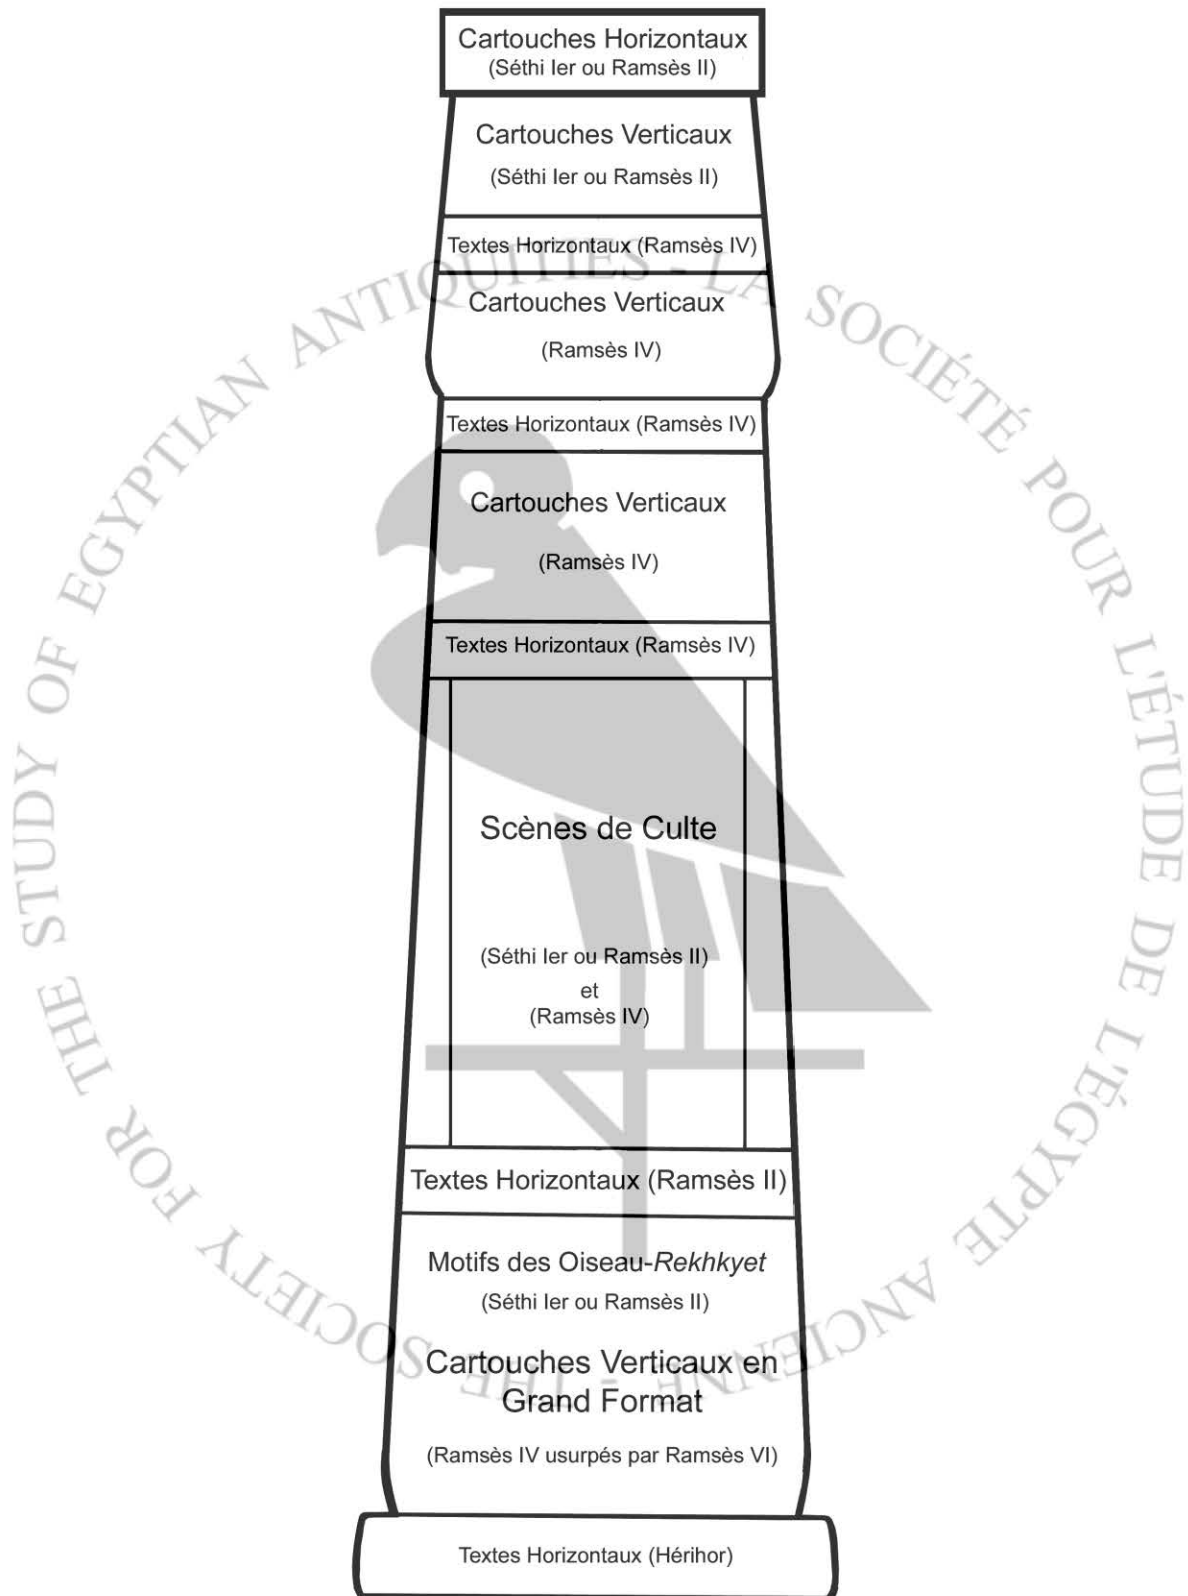 Cartouches Horizontaux
(Séthi Ier ou Ramsès II)
Cartouches Verticaux
(Séthi Ier ou Ramsès II)
Textes Horizontaux (Ramsès IV)
Cartouches Verticaux
(Ramsès IV)
Textes Horizontaux (Ramsès IV)
Cartouches Verticaux
(Ramsès IV)
Textes Horizontaux (Ramsès IV)
Scènes de Culte
(Séthi Ier ou Ramsès II)
et
(Ramsès IV)
Textes Horizontaux (Ramsès II)
Motifs des Oiseau-Rekhkyet
(Séthi Ier ou Ramsès II)
Cartouches Verticaux en
Grand Format
(Ramsès IV usurpés par Ramsès VI)
Textes Horizontaux (Hérihor)
THE SOCIETY FOR THE STUDY OF EGYPTIAN ANTIQUITIES - LA SOCIÉTÉ POUR L'ÉTUDE DE L'ÉGYPTE ANCIENNE -